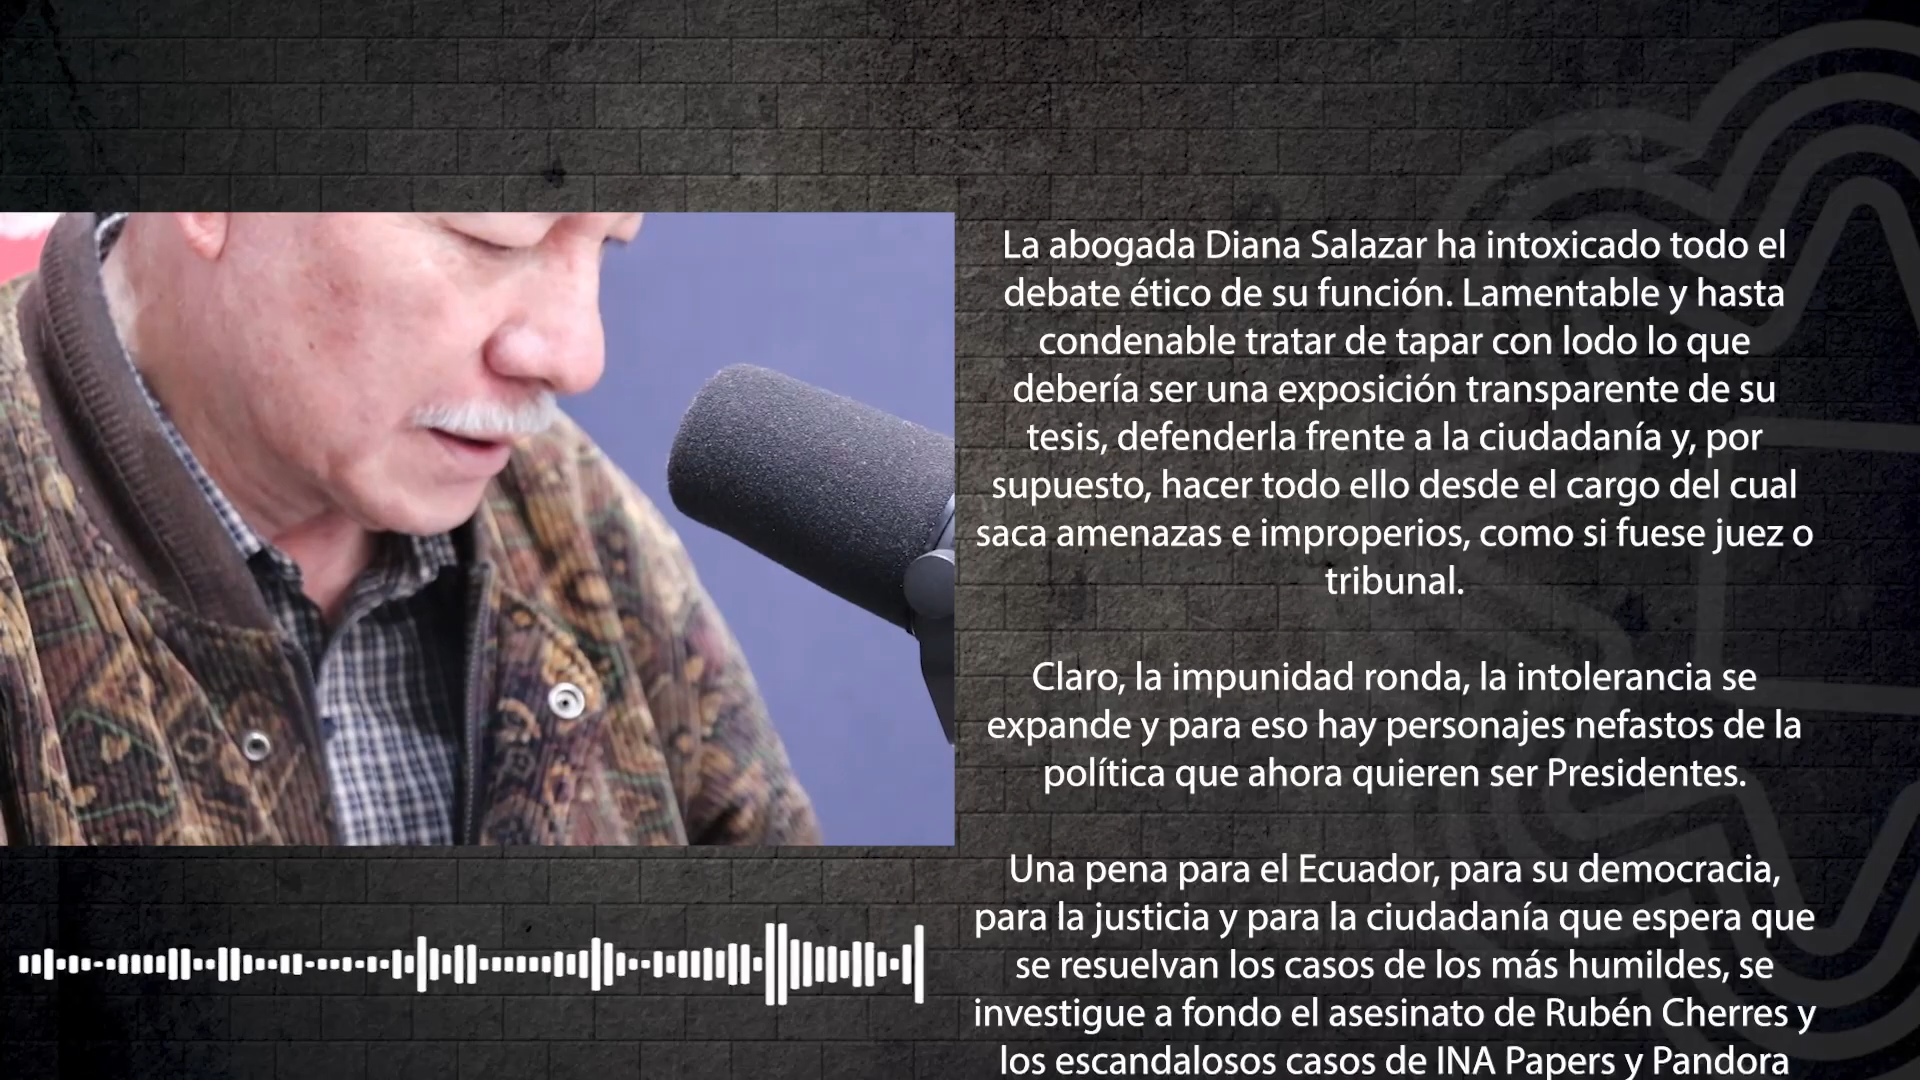 La abogada Diana Salazar ha intoxicado todo el
debate ético de su función. Lamentable y hasta
condenable tratar de tapar con lodo lo que
debería ser una exposición transparente de su
tesis, defenderla frente a la ciudadanía y, por
supuesto, hacer todo ello desde el cargo del cual
saca amenazas e improperios, como si fuese juez o
tribunal.
Claro, la impunidad ronda, la intolerancia se
expande y para eso hay personajes nefastos de la
política que ahora quieren ser Presidentes.
Una pena para el Ecuador, para su democracia,
para la justicia y para la ciudadanía que espera que
se resuelvan los casos de los más humildes, se
investigue a fondo el asesinato de Rubén Cherres y
los escandalosos casos de INA Papers y Pandora